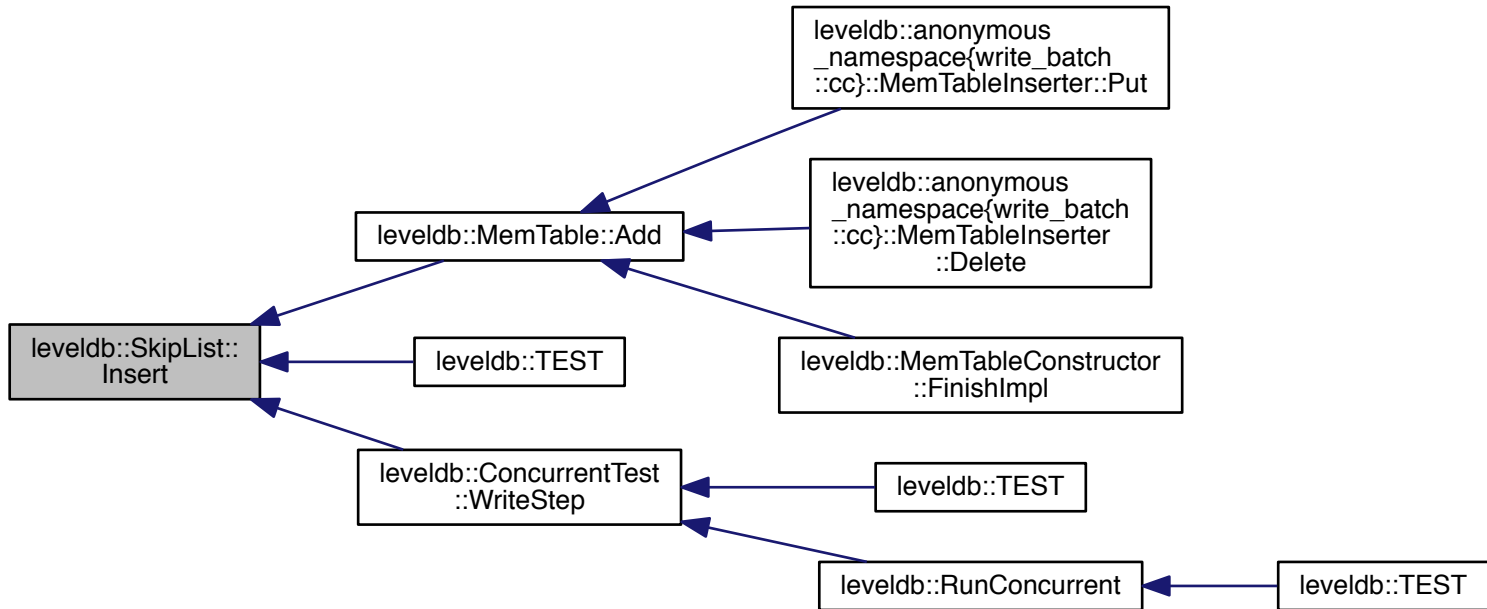 leveldb::anonymous
_namespace{write_batch
::cc}::MemTableInserter::Put
leveldb::anonymous
_namespace{write_batch
::cc}::MemTableInserter
::Delete
leveldb::MemTable::Add
leveldb::SkipList::
Insert
leveldb::TEST
leveldb::MemTableConstructor
::FinishImpl
leveldb::ConcurrentTest
::WriteStep
leveldb::TEST
leveldb::RunConcurrent
leveldb::TEST